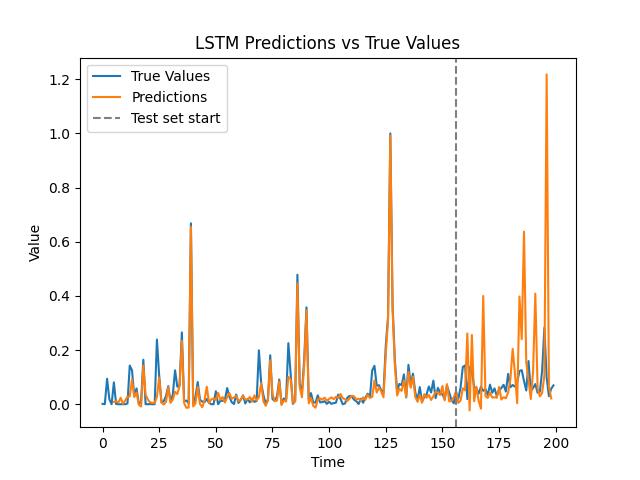 LSTM Predictions vs True Values
True Values
Predictions
Test set start
Value
1.2
1.0
0.8
0.6
0.4
0.2
0.0
0 25 50 75 100 125 150 175 200
Time